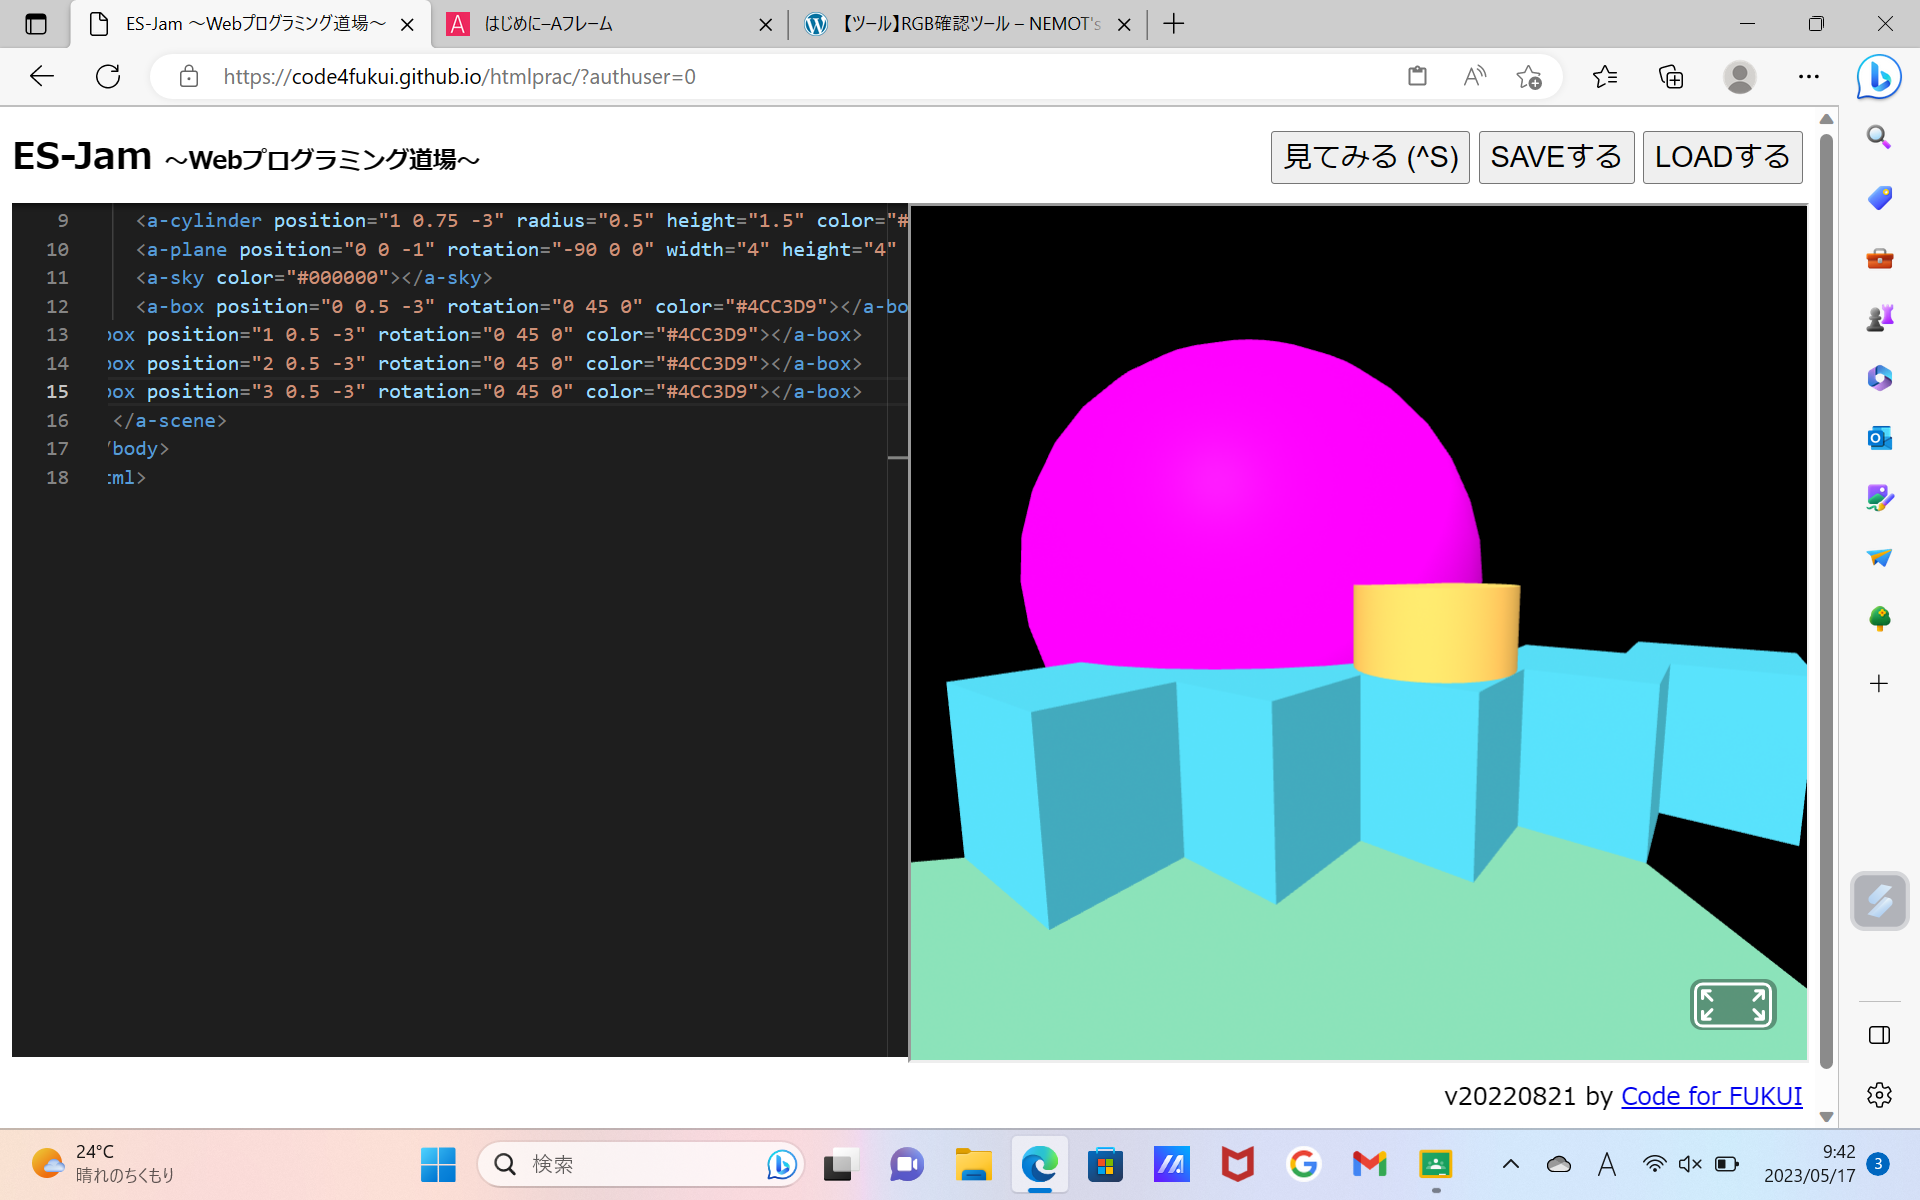 ES-Jam ～Webプログラミング道場～
はじめに–Aフレーム
【ツール】RGB確認ツール – NEMOT's
https://code4fukui.github.io/htmlprac/?authuser=0
ES-Jam ～Webプログラミング道場～
見てみる (^S)
SAVEする
LOADする
9 <a-cylinder position="1 0.75 -3" radius="0.5" height="1.5" color="#
10 <a-plane position="0 0 -1" rotation="-90 0 0" width="4" height="4"
11 <a-sky color="#000000"></a-sky>
12 <a-box position="0 0.5 -3" rotation="0 45 0" color="#4CC3D9"></a-bo
13 box position="1 0.5 -3" rotation="0 45 0" color="#4CC3D9"></a-box>
14 box position="2 0.5 -3" rotation="0 45 0" color="#4CC3D9"></a-box>
15 box position="3 0.5 -3" rotation="0 45 0" color="#4CC3D9"></a-box>
16 </a-scene>
17 /body>
18 tml>
v20220821 by Code for FUKUI
24°C
晴れのちくもり
検索
A
9:42
2023/05/17
3